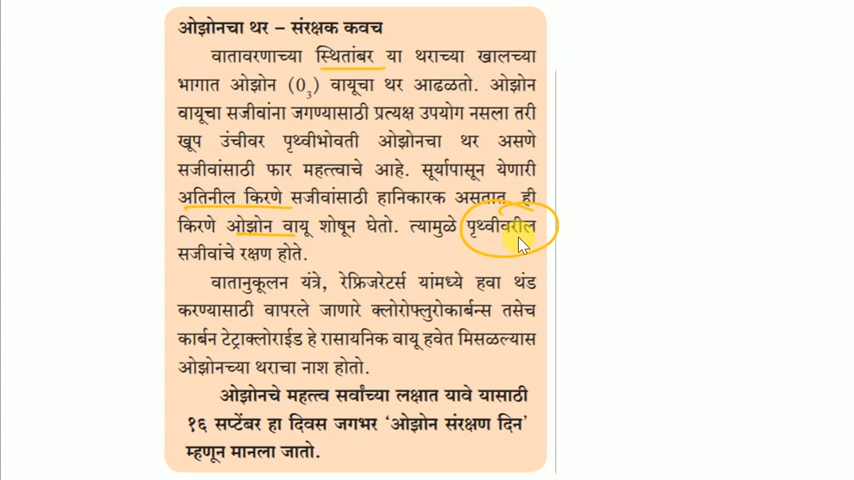 ओझोनचा थर – संरक्षक कवच
वातावरणाच्या स्थितांबर या थराच्या खालच्या
भागात ओझोन (O₃) वायूचा थर आढळतो. ओझोन
वायूचा सजीवांना जगण्यासाठी प्रत्यक्ष उपयोग नसला तरी
खूप उंचीवर पृथ्वीभोवती ओझोनचा थर असणे
सजीवांसाठी फार महत्त्वाचे आहे. सूर्यापासून येणारी
अतिनील किरणे सजीवांसाठी हानिकारक असतात. ही
किरणे ओझोन वायू शोषून घेतो. त्यामुळे पृथ्वीवरील
सजीवांचे रक्षण होते.
वातानुकूलन यंत्रे, रेफ्रिजरेटर्स यांमध्ये हवा थंड
करण्यासाठी वापरले जाणारे क्लोरोफ्लुरोकार्बन्स तसेच
कार्बन टेट्राक्लोराईड हे रासायनिक वायू हवेत मिसळल्यास
ओझोनच्या थराचा नाश होतो.
ओझोनचे महत्त्व सर्वांच्या लक्षात यावे यासाठी
१६ सप्टेंबर हा दिवस जगभर ‘ओझोन संरक्षण दिन’
म्हणून मानला जातो.